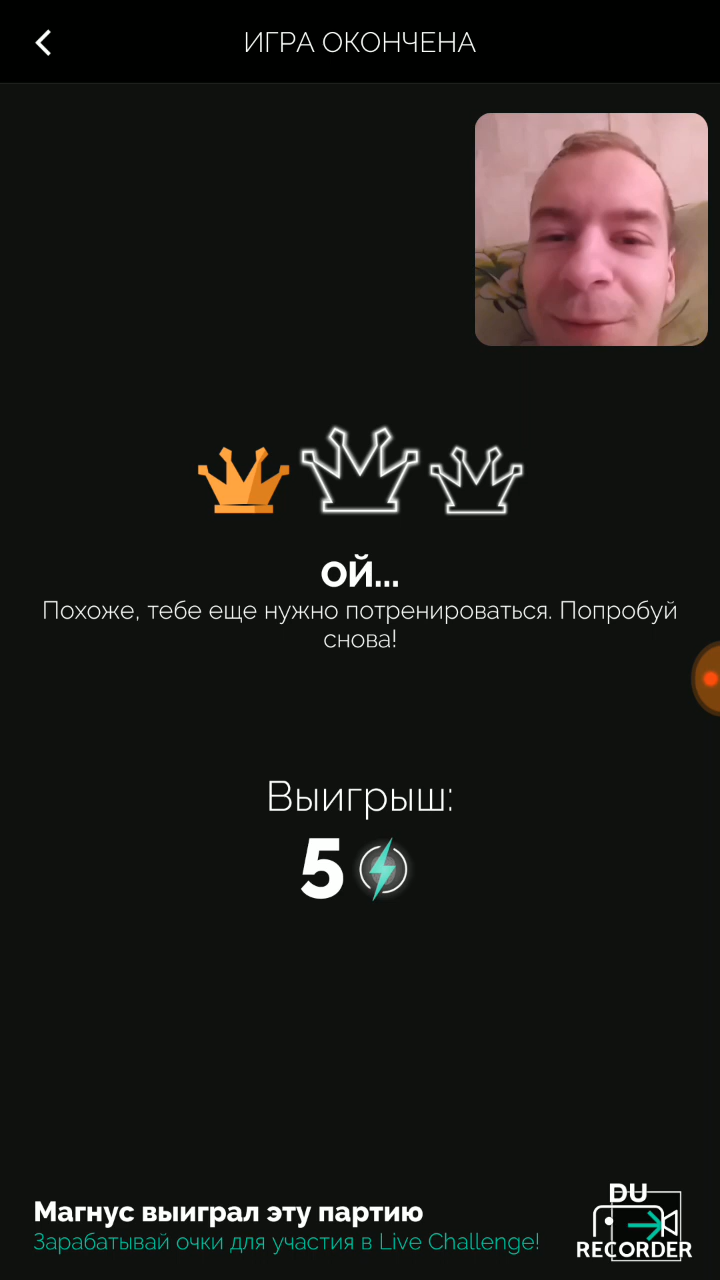 ИГРА ОКОНЧЕНА
ОЙ...
Похоже, тебе еще нужно потренироваться. Попробуй
снова!
Выигрыш:
5
Магнус выиграл эту партию
Зарабатывай очки для участия в Live Challenge!
DU
RECORDER